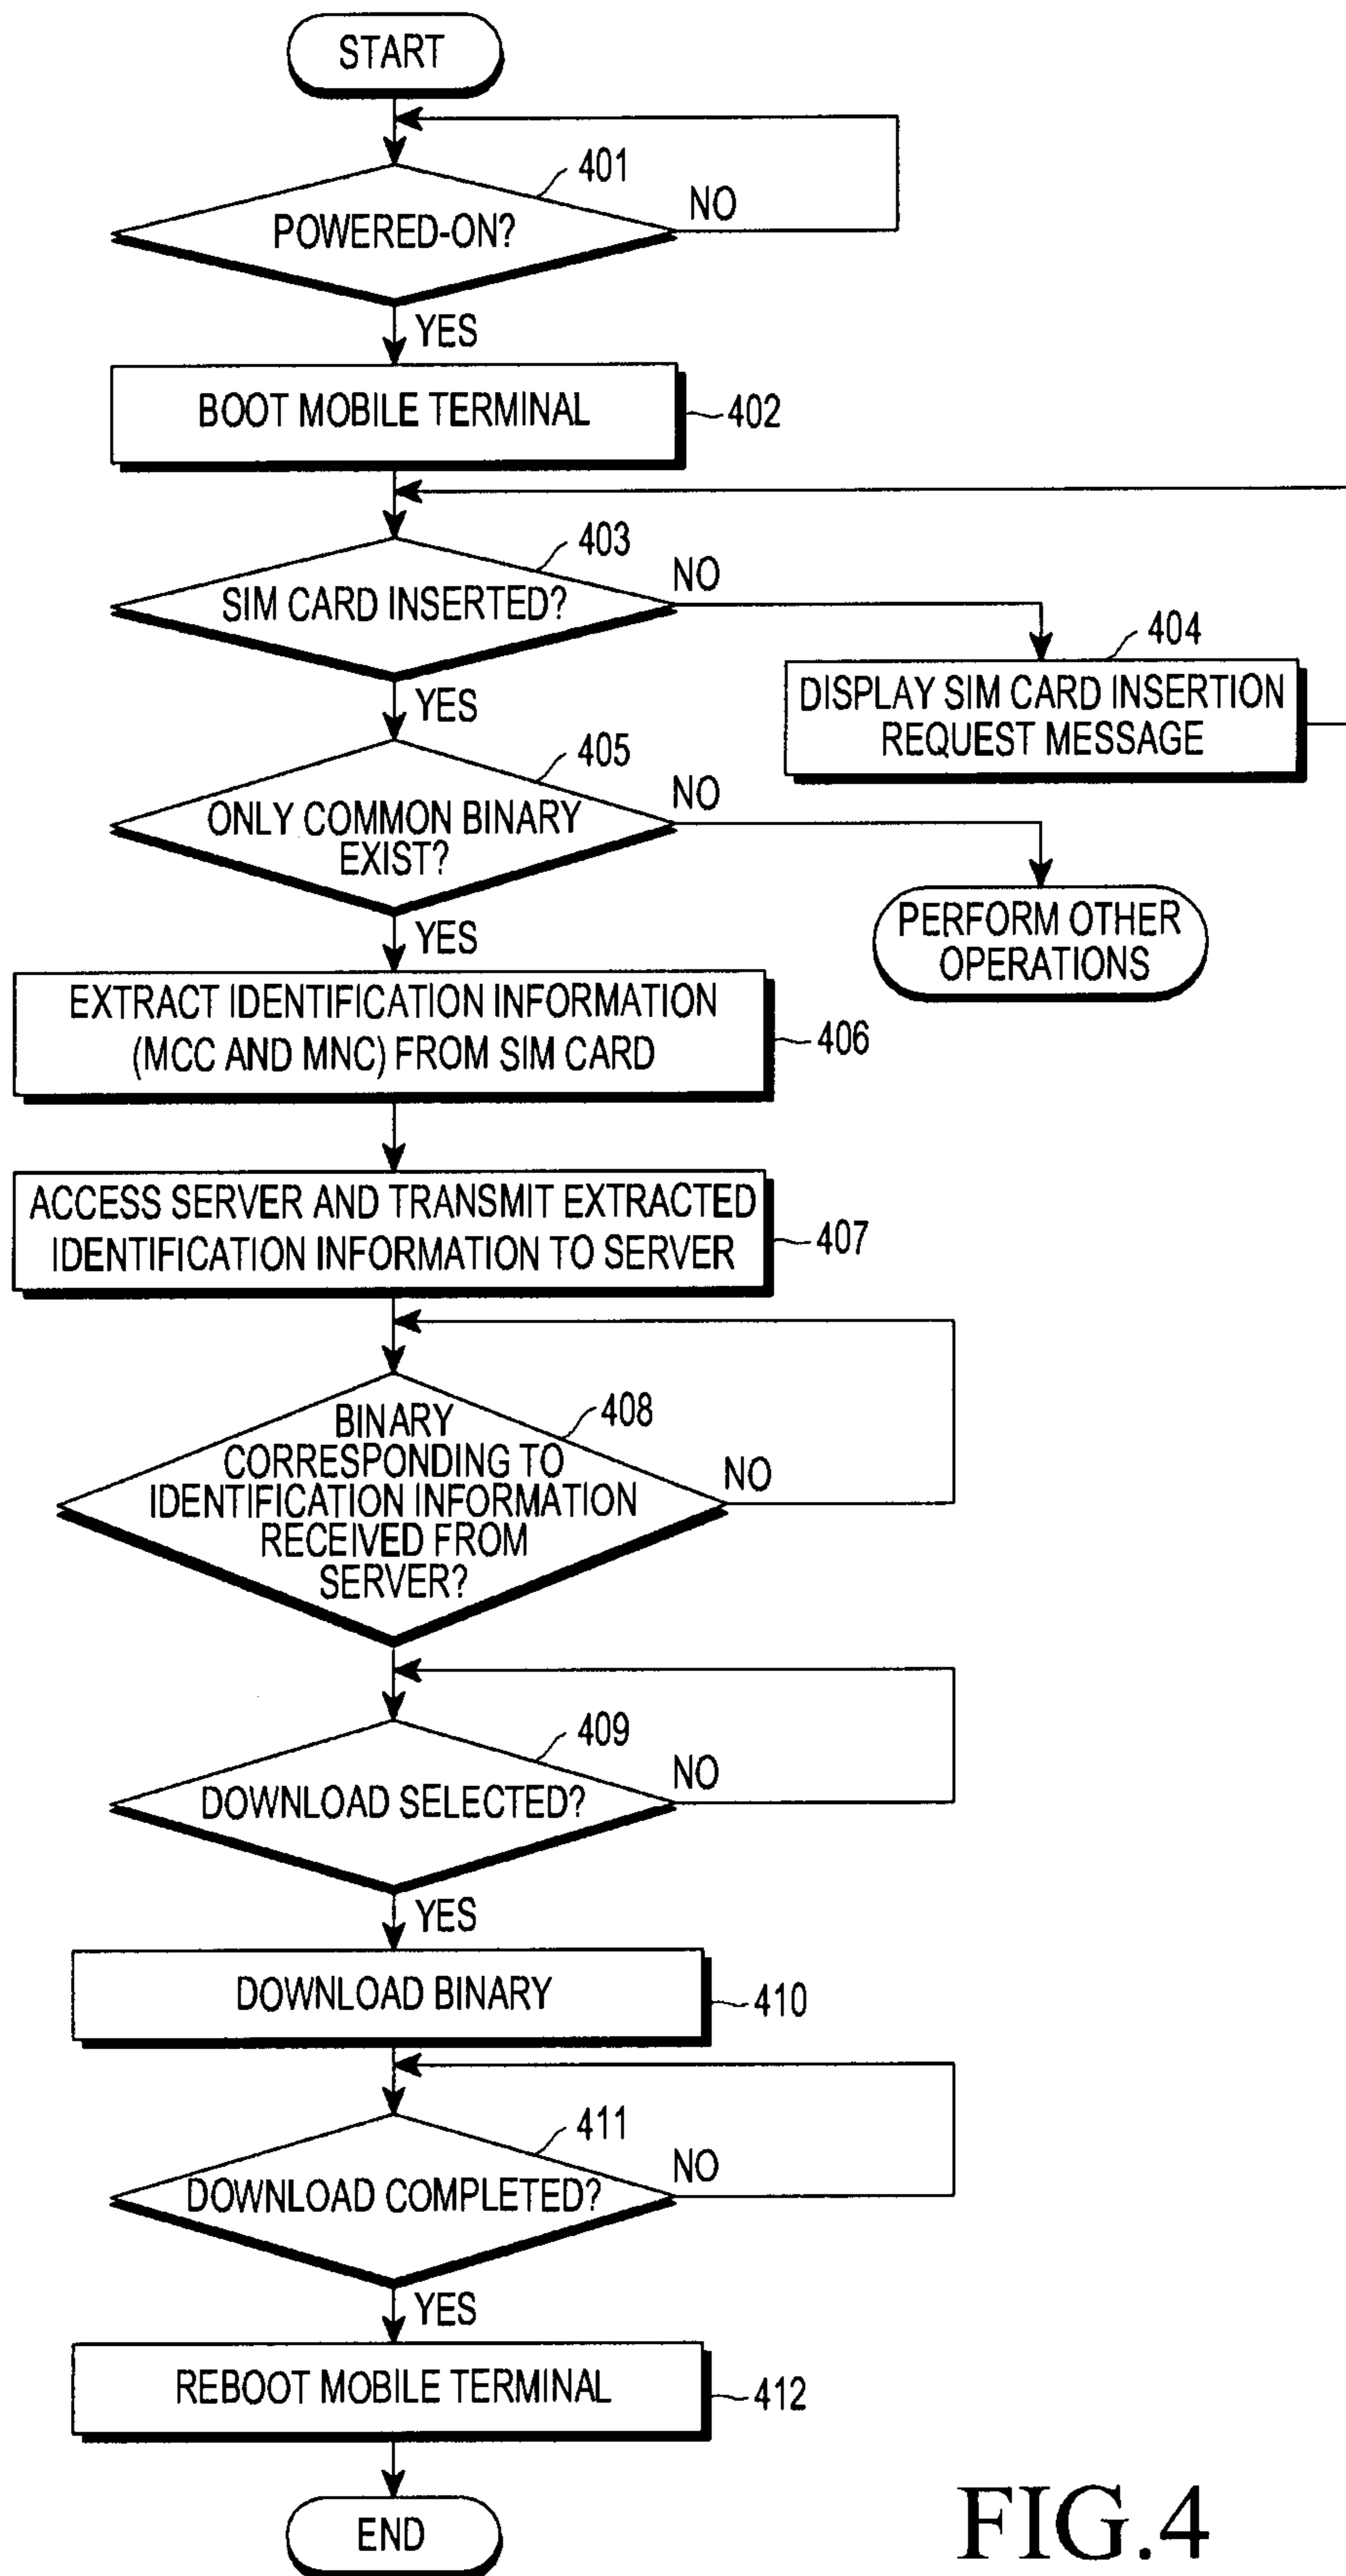 START
401
POWERED-ON?
NO
YES
BOOT MOBILE TERMINAL
402
403
SIM CARD INSERTED?
NO
404
DISPLAY SIM CARD INSERTION
REQUEST MESSAGE
YES
405
ONLY COMMON BINARY
EXIST?
NO
PERFORM OTHER
OPERATIONS
YES
EXTRACT IDENTIFICATION INFORMATION
(MCC AND MNC) FROM SIM CARD
406
ACCESS SERVER AND TRANSMIT EXTRACTED
IDENTIFICATION INFORMATION TO SERVER
407
408
BINARY
CORRESPONDING TO
IDENTIFICATION INFORMATION
RECEIVED FROM
SERVER?
NO
409
DOWNLOAD SELECTED?
NO
YES
DOWNLOAD BINARY
410
411
DOWNLOAD COMPLETED?
NO
YES
REBOOT MOBILE TERMINAL
412
END
FIG.4